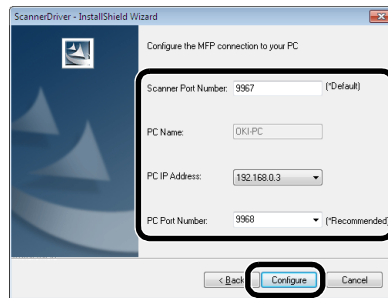 ScannerDriver - InstallShield Wizard
Configure the MFP connection to your PC
Scanner Port Number: 9967 (*Default)
PC Name: OKI-PC
PC IP Address: 192.168.0.3
PC Port Number: 9968 (*Recommended)
< Back Configure Cancel